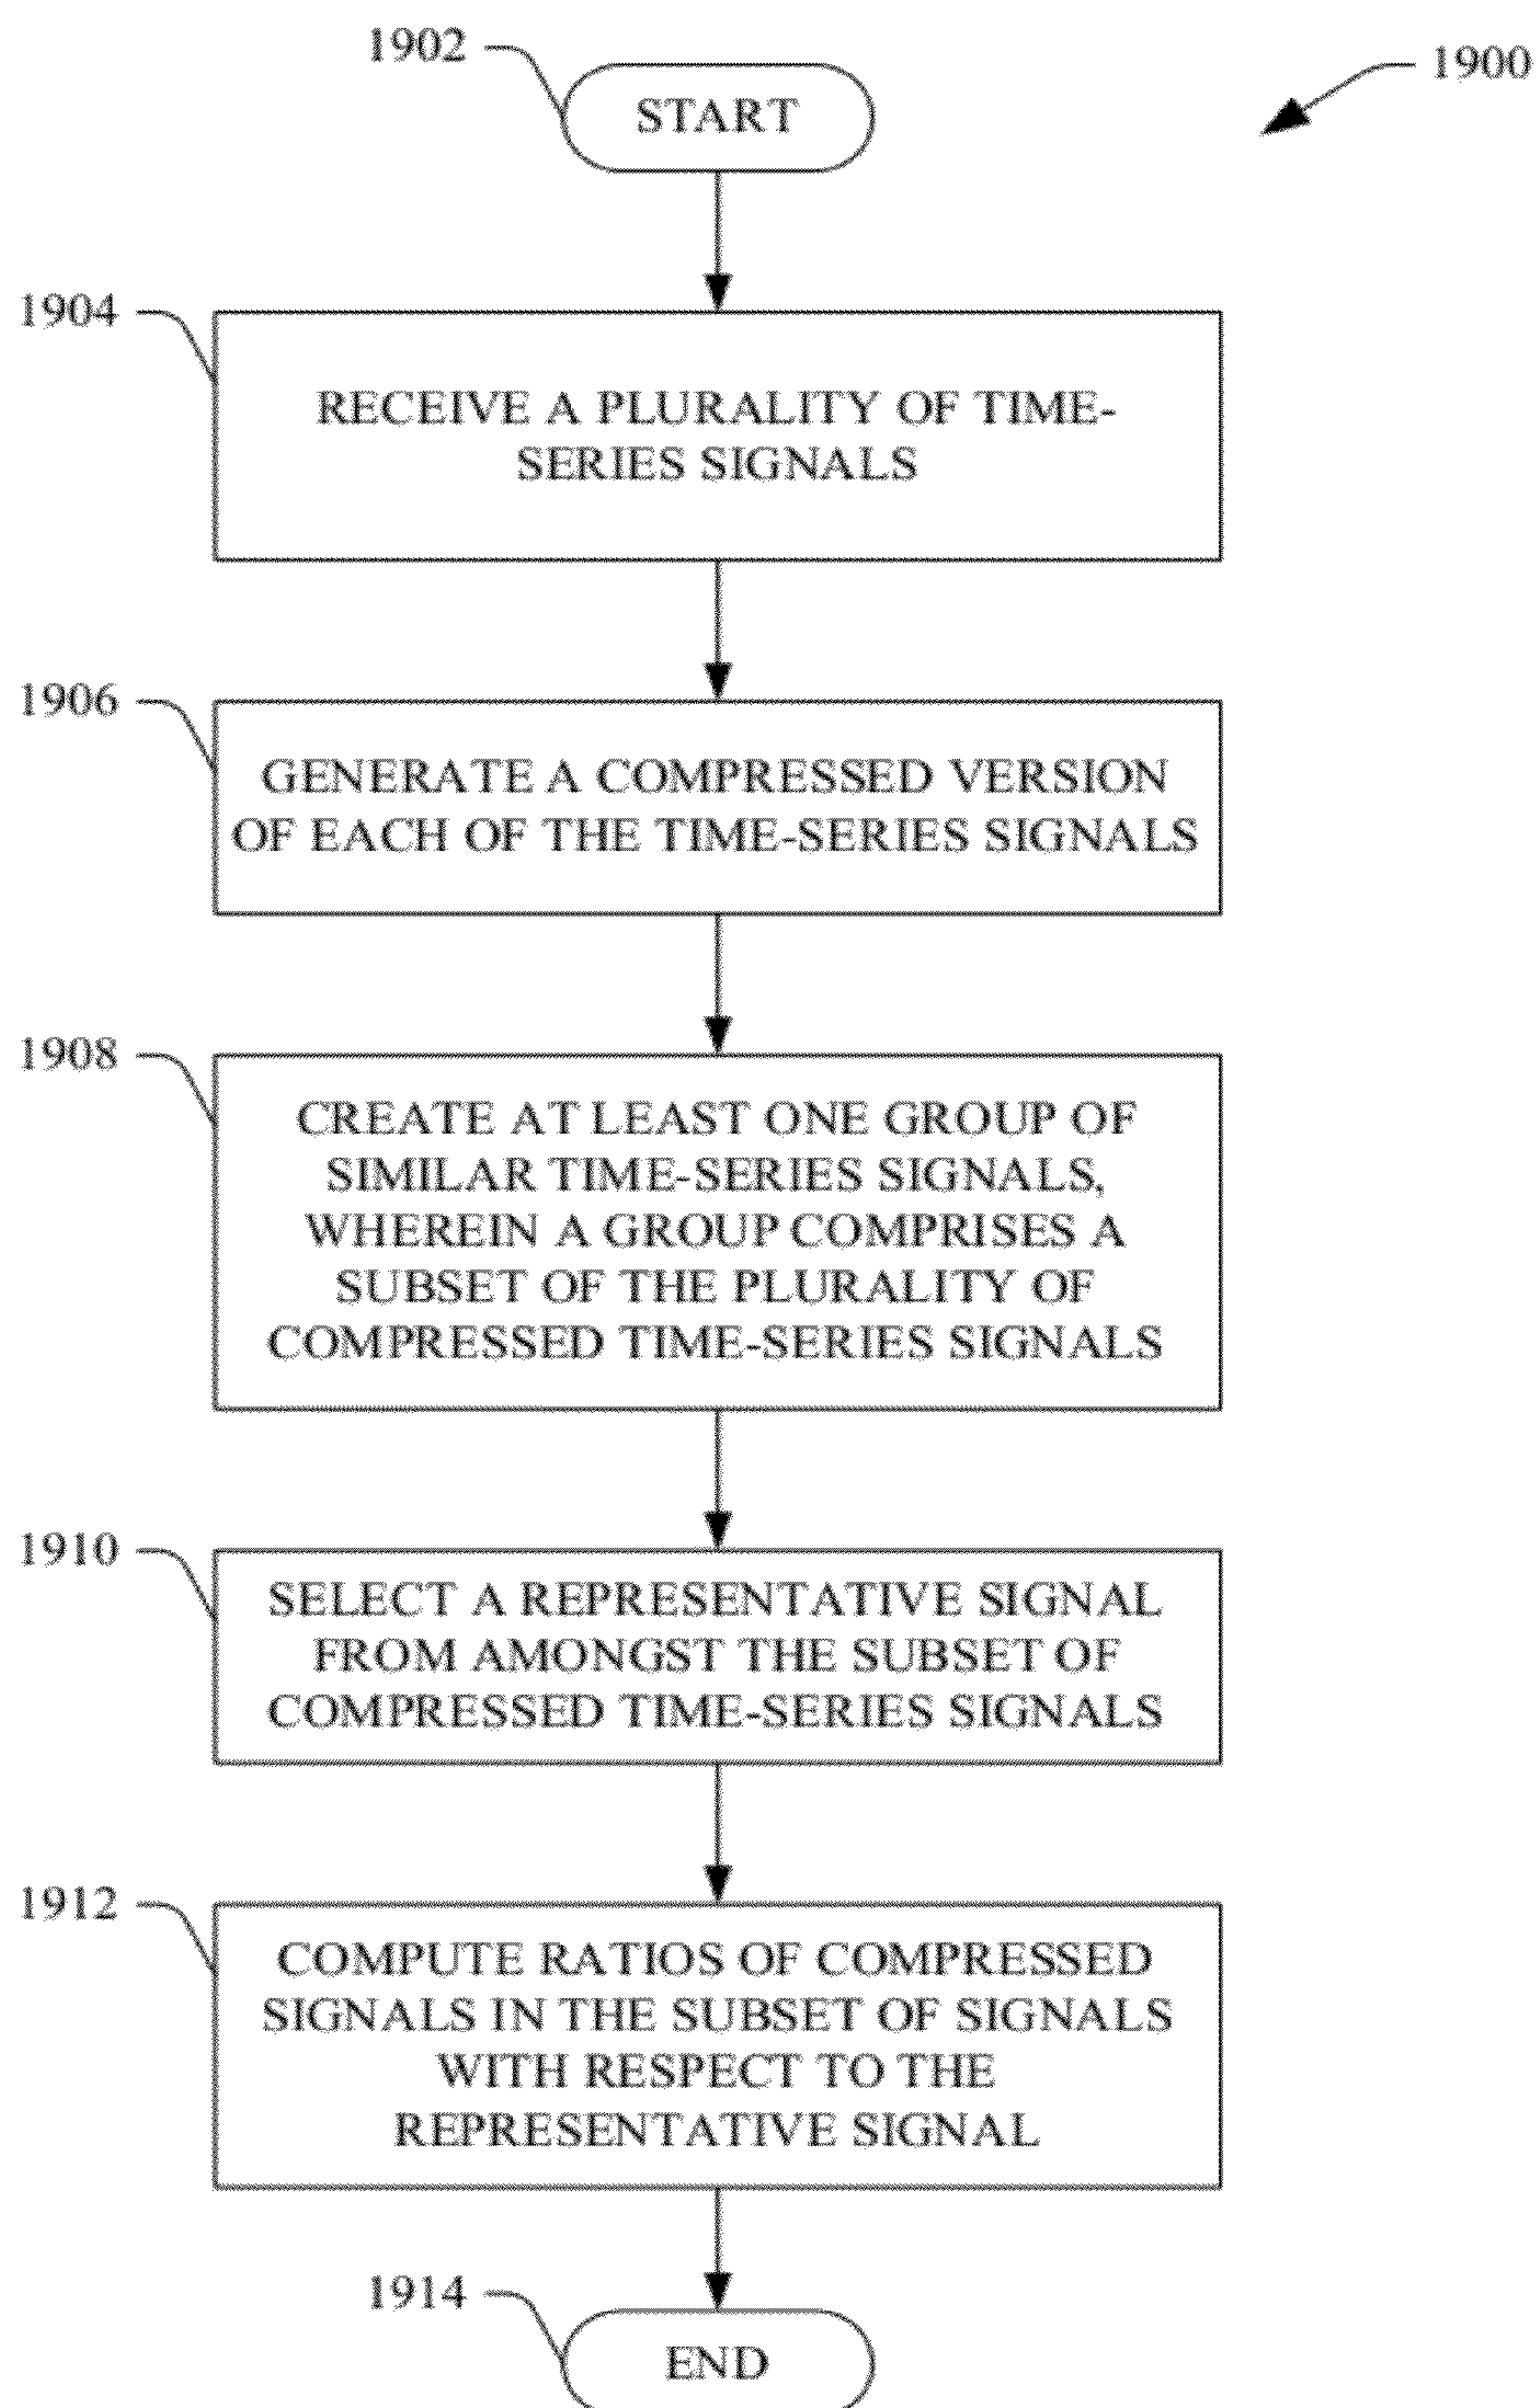 1902
START
1900
1904
RECEIVE A PLURALITY OF TIME-
SERIES SIGNALS
1906
GENERATE A COMPRESSED VERSION
OF EACH OF THE TIME-SERIES SIGNALS
1908
CREATE AT LEAST ONE GROUP OF
SIMILAR TIME-SERIES SIGNALS,
WHEREIN A GROUP COMPRISES A
SUBSET OF THE PLURALITY OF
COMPRESSED TIME-SERIES SIGNALS
1910
SELECT A REPRESENTATIVE SIGNAL
FROM AMONGST THE SUBSET OF
COMPRESSED TIME-SERIES SIGNALS
1912
COMPUTE RATIOS OF COMPRESSED
SIGNALS IN THE SUBSET OF SIGNALS
WITH RESPECT TO THE
REPRESENTATIVE SIGNAL
1914
END